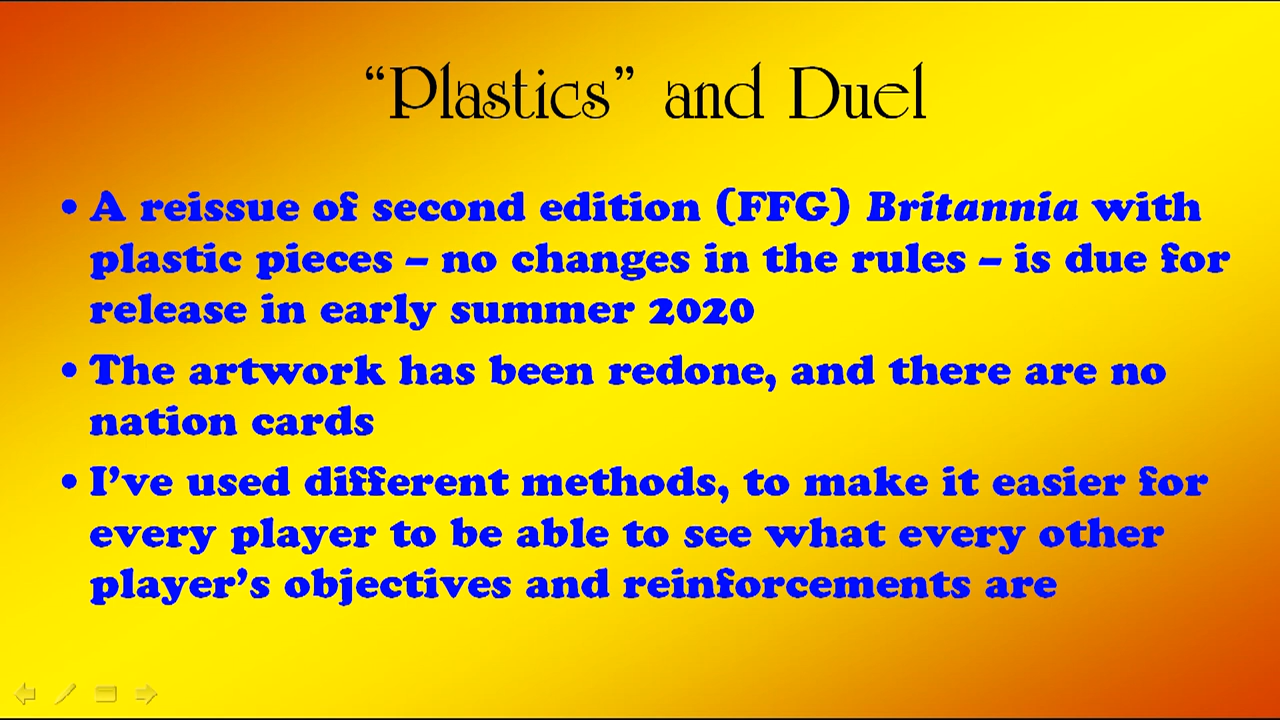 “Plastics” and Duel
• A reissue of second edition (FFG) Britannia with
plastic pieces – no changes in the rules – is due for
release in early summer 2020
• The artwork has been redone, and there are no
nation cards
• I’ve used different methods, to make it easier for
every player to be able to see what every other
player’s objectives and reinforcements are